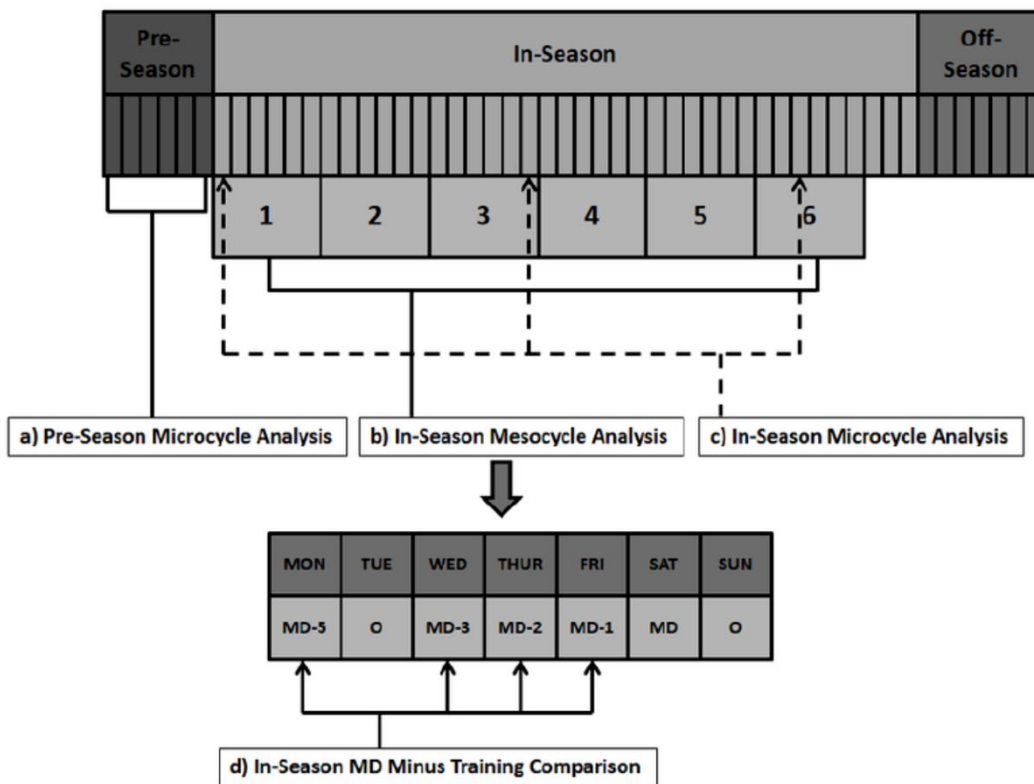 Pre-
Season
In-Season
Off-
Season
1 2 3 4 5 6
a) Pre-Season Microcycle Analysis
b) In-Season Mesocycle Analysis
c) In-Season Microcycle Analysis
MON TUE WED THUR FRI SAT SUN
MD-5 O MD-3 MD-2 MD-1 MD O
d) In-Season MD Minus Training Comparison